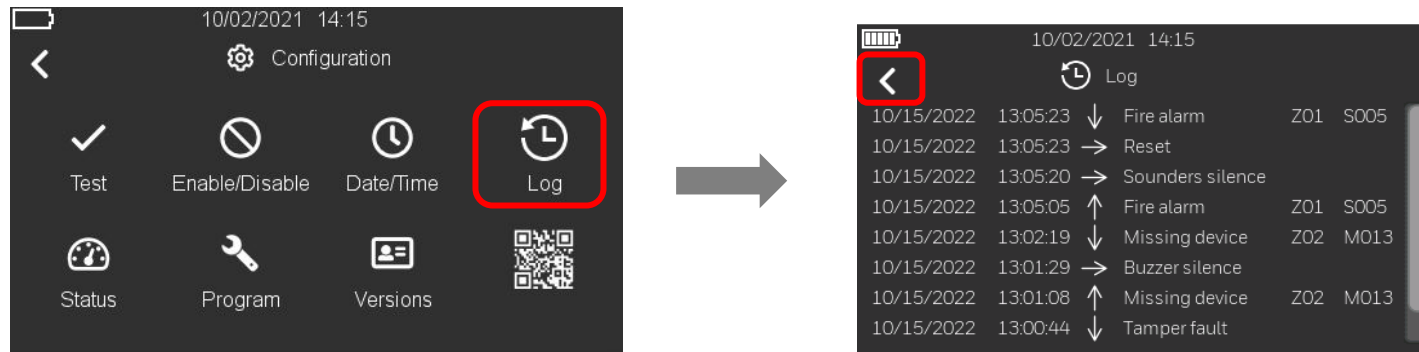 10/02/2021 14:15
Configuration
Test Enable/Disable Date/Time Log
Status Program Versions
10/02/2021 14:15
Log
10/15/2022 13:05:23 ↓ Fire alarm Z01 S005
10/15/2022 13:05:23 → Reset
10/15/2022 13:05:20 → Sounders silence
10/15/2022 13:05:05 ↑ Fire alarm Z01 S005
10/15/2022 13:02:19 ↓ Missing device Z02 M013
10/15/2022 13:01:29 → Buzzer silence
10/15/2022 13:01:08 ↑ Missing device Z02 M013
10/15/2022 13:00:44 ↓ Tamper fault